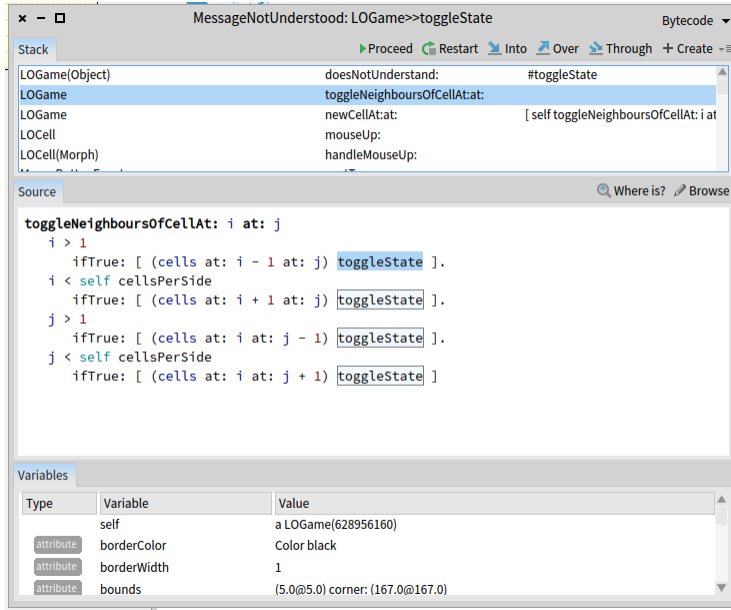 MessageNotUnderstood: LOGame>>toggleState
Bytecode
Stack
Proceed Restart Into Over Through Create
LOGame(Object) doesNotUnderstand: #toggleState
LOGame toggleNeighboursOfCellAt:at:
LOGame newCellAt:at: [ self toggleNeighboursOfCellAt: i at
LOCell mouseUp:
LOCell(Morph) handleMouseUp:
Source
Where is? Browse
toggleNeighboursOfCellAt: i at: j
i > 1
ifTrue: [ (cells at: i - 1 at: j) toggleState ].
i < self cellsPerSide
ifTrue: [ (cells at: i + 1 at: j) toggleState ].
j > 1
ifTrue: [ (cells at: i at: j - 1) toggleState ].
j < self cellsPerSide
ifTrue: [ (cells at: i at: j + 1) toggleState ]
Variables
Type Variable Value
self a LOGame(628956160)
attribute borderColor Color black
attribute borderWidth 1
attribute bounds (5.0@5.0) corner: (167.0@167.0)